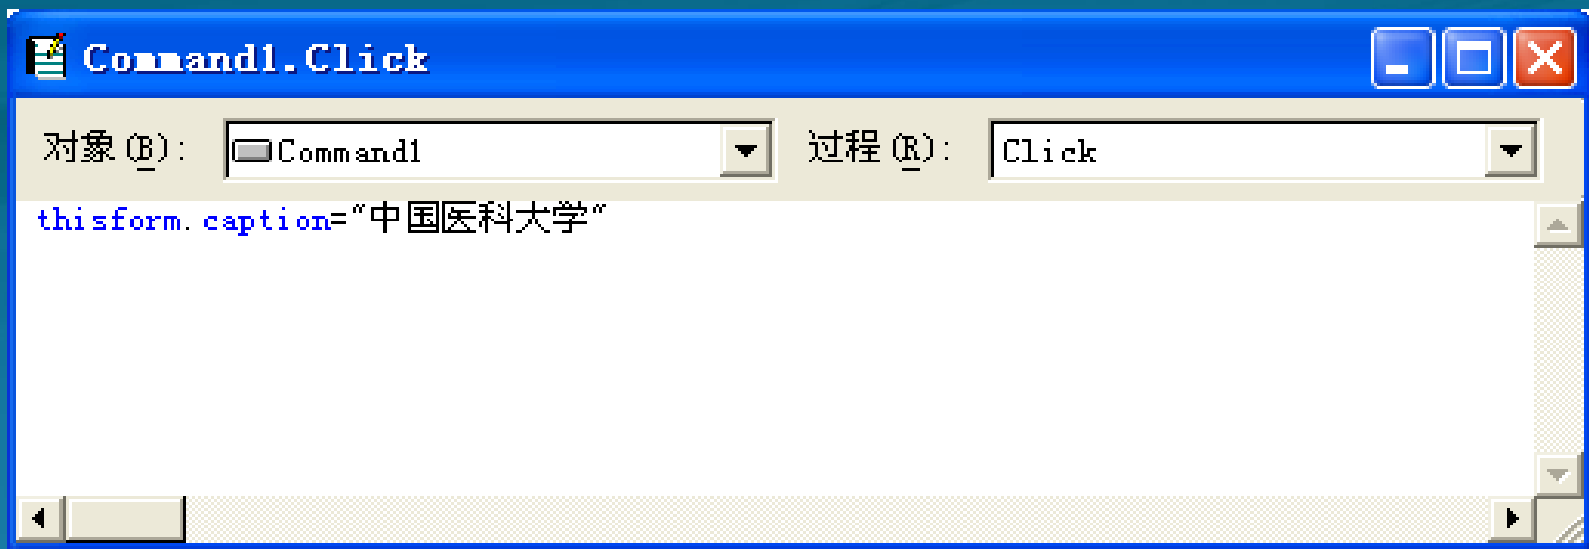 Command1.Click
对象(B): Command1 过程(R): Click
thisform.caption="中国医科大学"